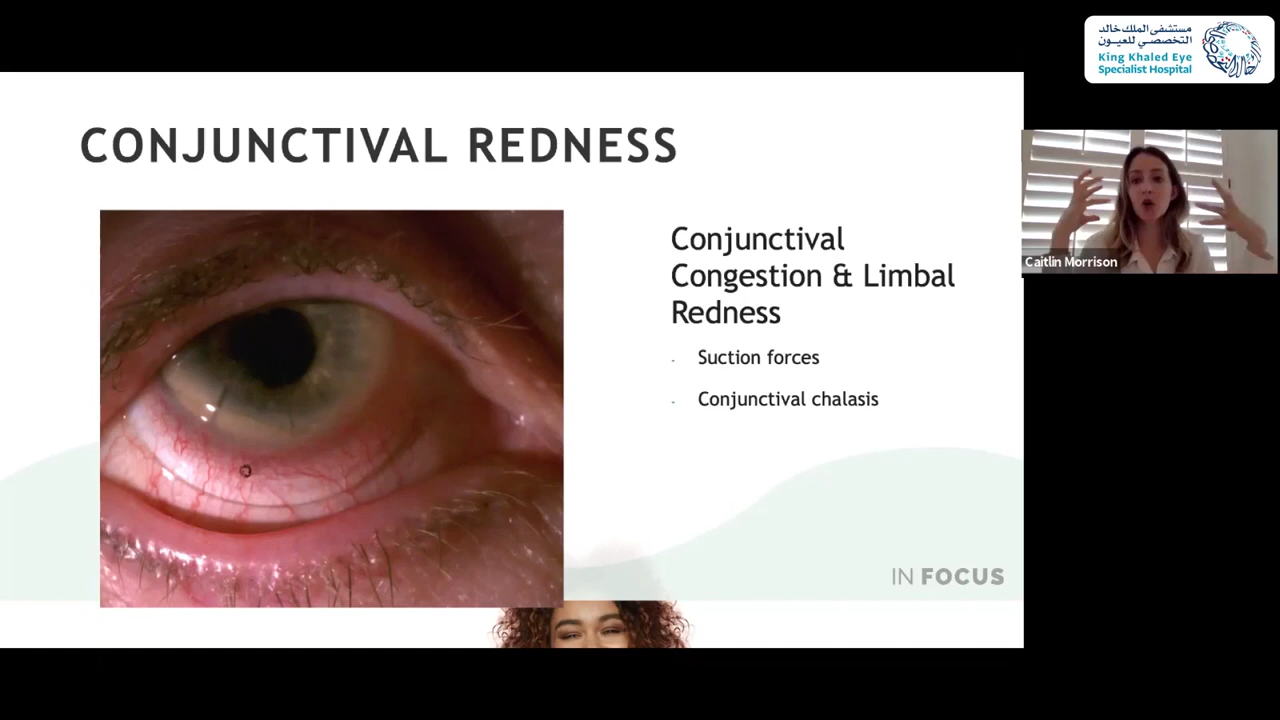 مستشفى الملك خالد
التخصصي للعيون
King Khaled Eye
Specialist Hospital
CONJUNCTIVAL REDNESS
Conjunctival
Congestion & Limbal
Redness
- Suction forces
- Conjunctival chalasis
Caitlin Morrison
IN FOCUS